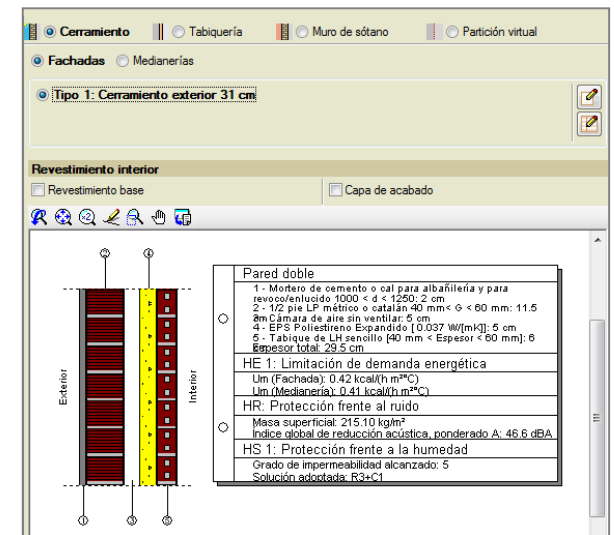 Cerramiento Tabiquería Muro de sótano Partición virtual
Fachadas Medianerías
Tipo 1: Cerramiento exterior 31 cm
Revestimiento interior
Revestimiento base Capa de acabado
2 4
Exterior
Interior
1 3 5
Pared doble
1 - Mortero de cemento o cal para albañilería y para
revoco/enlucido 1000 < d < 1250: 2 cm
2 - 1/2 pie LP métrico o catalán 40 mm< G < 60 mm: 11.5
3 - Cámara de aire sin ventilar: 5 cm
4 - EPS Poliestireno Expandido [ 0.037 W/[mK]]: 5 cm
5 - Tabique de LH sencillo [40 mm < Espesor < 60 mm]: 6
Espesor total: 29.5 cm
HE 1: Limitación de demanda energética
Um (Fachada): 0.42 kcal/(h m²°C)
Um (Medianería): 0.41 kcal/(h m²°C)
HR: Protección frente al ruido
Masa superficial: 215.10 kg/m²
Índice global de reducción acústica, ponderado A: 46.6 dBA
HS 1: Protección frente a la humedad
Grado de impermeabilidad alcanzado: 5
Solución adoptada: R3+C1